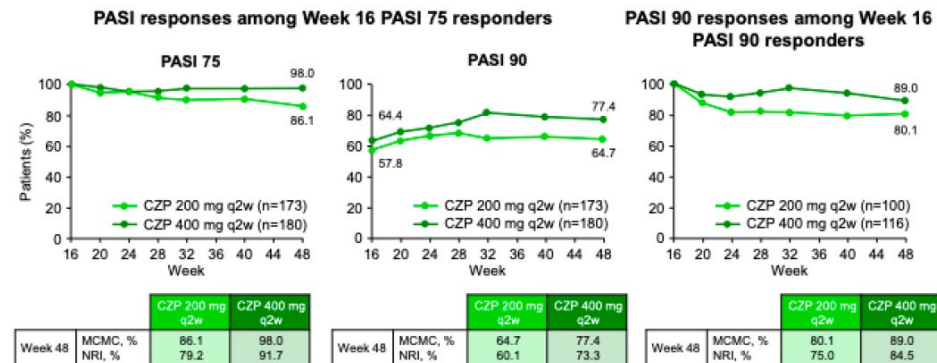 PASI responses among Week 16 PASI 75 responders
PASI 75
100
80
60
40
20
0
Patients (%)
98.0
86.1
CZP 200 mg q2w (n=173)
CZP 400 mg q2w (n=180)
16 20 24 28 32 36 40 44 48
Week
CZP 200 mg q2w
CZP 400 mg q2w
Week 48
MCMC, % 86.1 98.0
NRI, % 79.2 91.7
PASI 90
100
80
60
40
20
0
64.4
57.8
77.4
64.7
CZP 200 mg q2w (n=173)
CZP 400 mg q2w (n=180)
16 20 24 28 32 36 40 44 48
Week
CZP 200 mg q2w
CZP 400 mg q2w
Week 48
MCMC, % 64.7 77.4
NRI, % 60.1 73.3
PASI 90 responses among Week 16
PASI 90 responders
100
80
60
40
20
0
89.0
80.1
CZP 200 mg q2w (n=100)
CZP 400 mg q2w (n=116)
16 20 24 28 32 36 40 44 48
Week
CZP 200 mg q2w
CZP 400 mg q2w
Week 48
MCMC, % 80.1 89.0
NRI, % 75.0 84.5